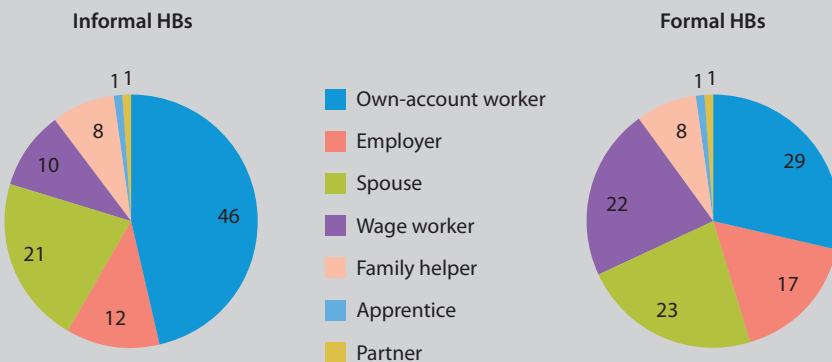 Informal HBs
1 1
8
10
46
21
12
Own-account worker
Employer
Spouse
Wage worker
Family helper
Apprentice
Partner
Formal HBs
1 1
8
29
22
17
23